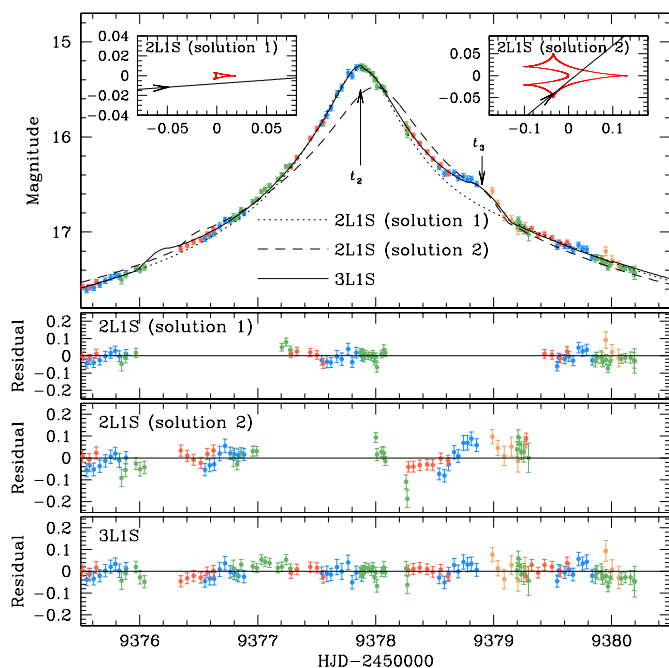 15
16
17
Magnitude
2L1S (solution 1)
0.04
0.02
0
−0.02
−0.04
−0.05
0
0.05
2L1S (solution 2)
0.05
0
−0.05
−0.1
0
0.1
t2
t3
2L1S (solution 1)
2L1S (solution 2)
3L1S
Residual
0.2
0.1
0
−0.1
−0.2
2L1S (solution 1)
Residual
0.2
0.1
0
−0.1
−0.2
2L1S (solution 2)
Residual
0.2
0.1
0
−0.1
−0.2
3L1S
9376
9377
9378
9379
9380
HJD−2450000